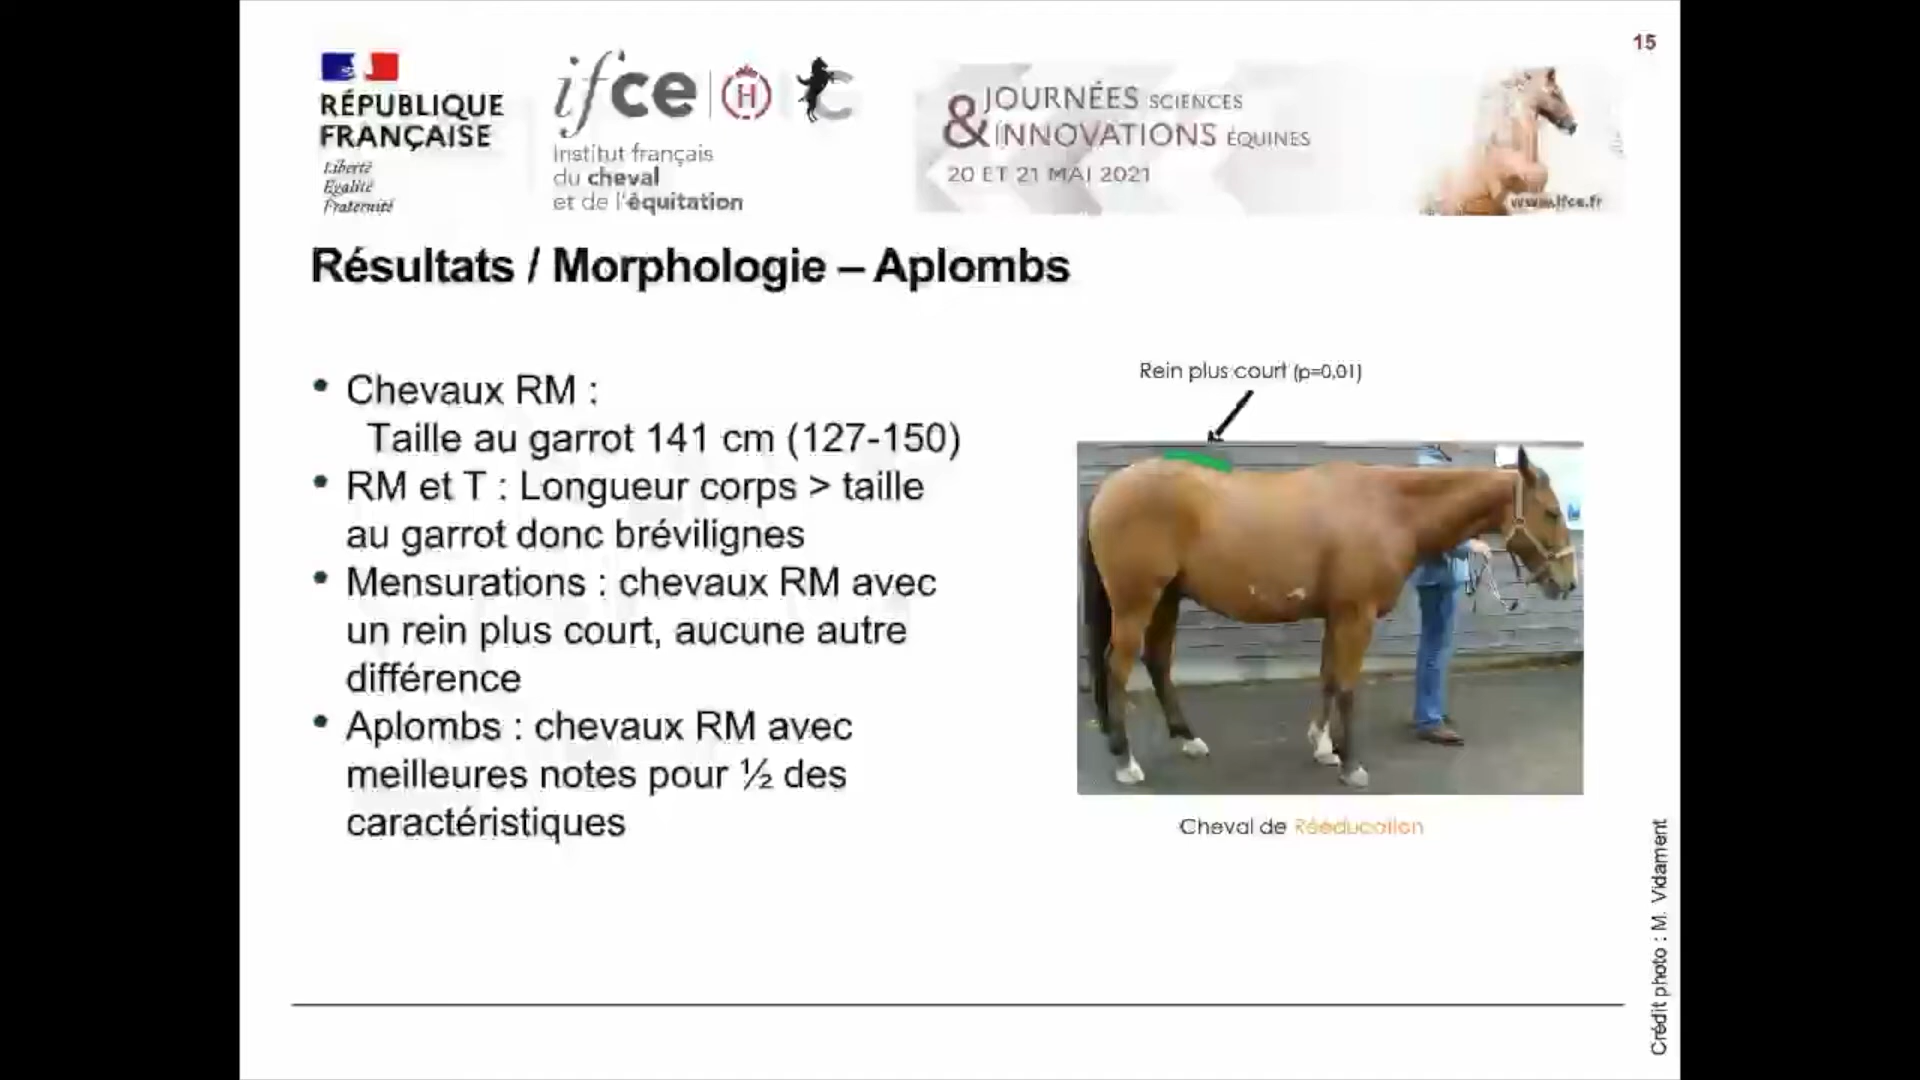 15
RÉPUBLIQUE
FRANÇAISE
Liberté
Égalité
Fraternité
ifce
H
Institut français
du cheval
et de l'équitation
JOURNÉES SCIENCES
& INNOVATIONS ÉQUINES
20 ET 21 MAI 2021
www.ifce.fr
Résultats / Morphologie – Aplombs
• Chevaux RM :
Taille au garrot 141 cm (127-150)
• RM et T : Longueur corps > taille
au garrot donc brévilignes
• Mensurations : chevaux RM avec
un rein plus court, aucune autre
différence
• Aplombs : chevaux RM avec
meilleures notes pour ½ des
caractéristiques
Rein plus court (p=0,01)
Cheval de Rééducation
Crédit photo : M. Vidament